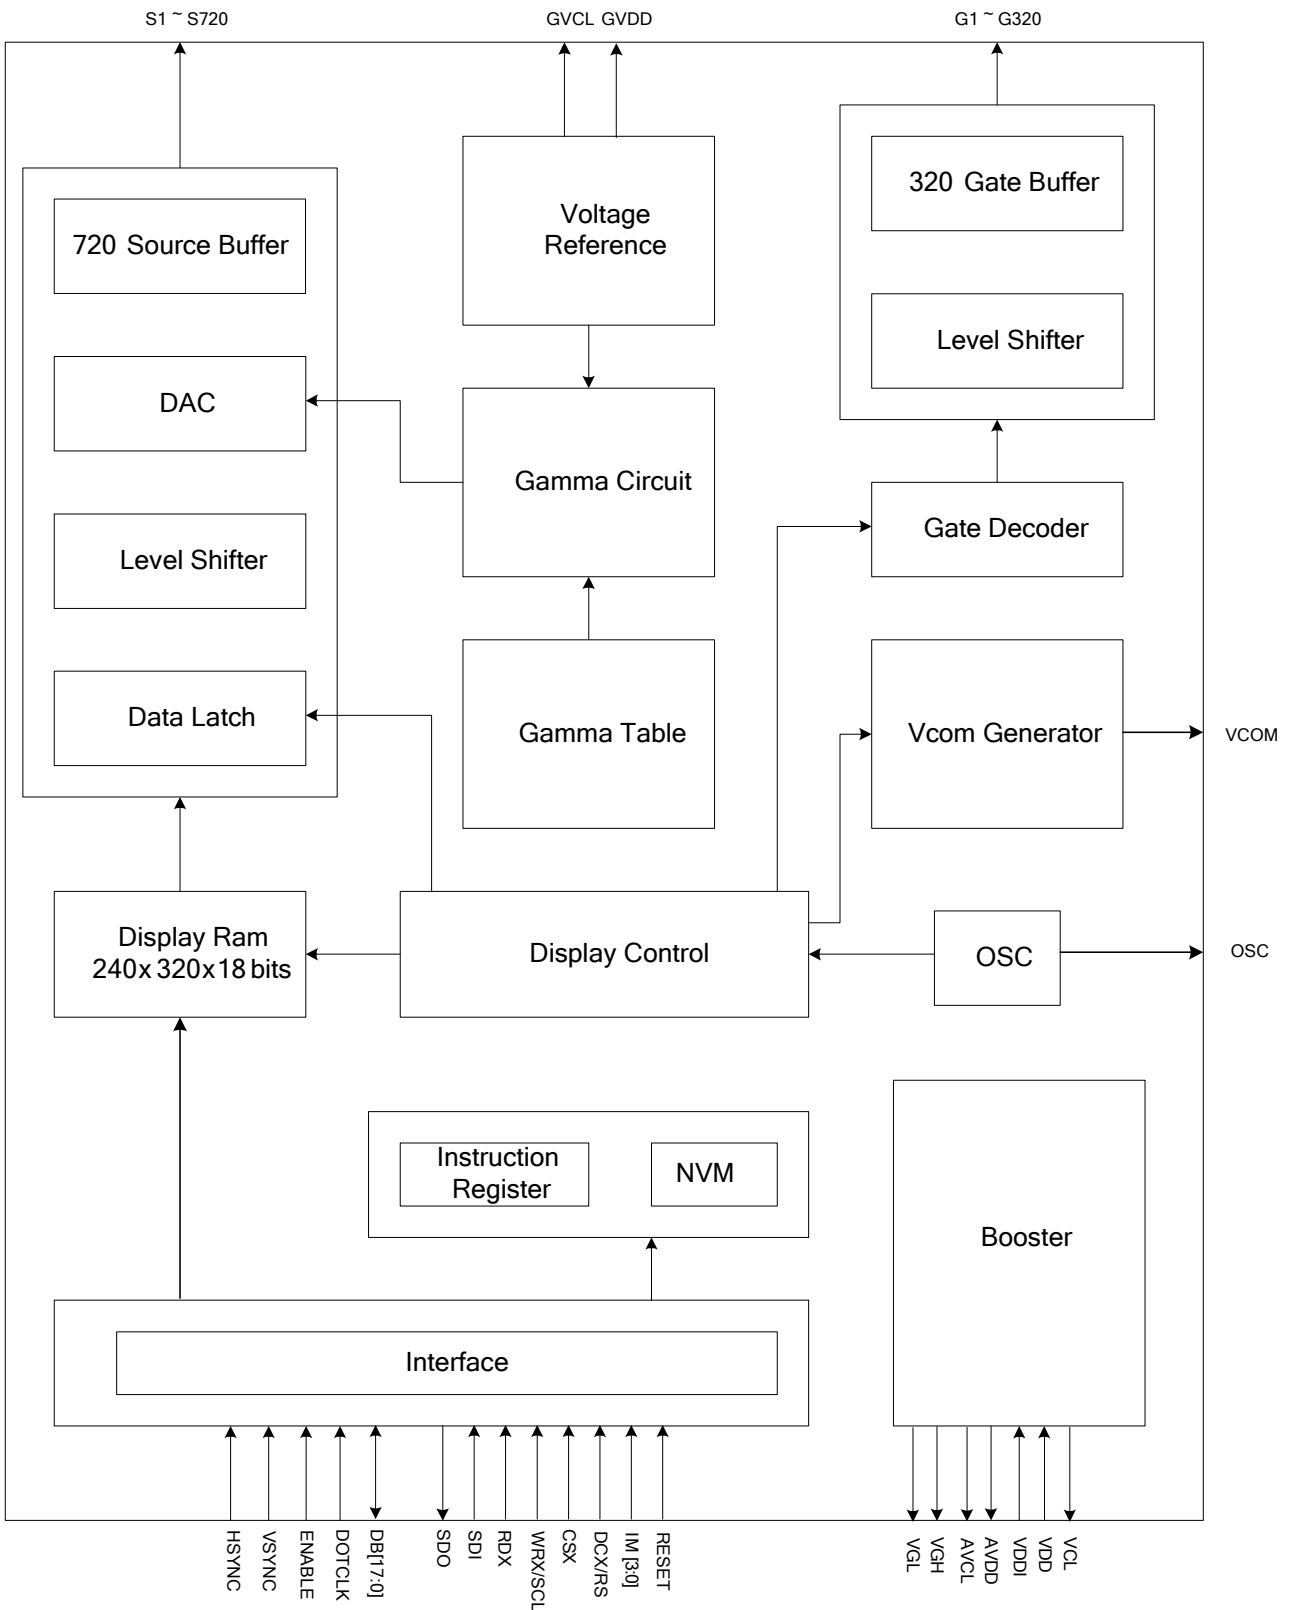 S1 ~ S720
GVCL GVDD
G1 ~ G320
720 Source Buffer
DAC
Level Shifter
Data Latch
Voltage
Reference
Gamma Circuit
Gamma Table
320 Gate Buffer
Level Shifter
Gate Decoder
Vcom Generator
VCOM
Display Ram
240x 320x 18 bits
Display Control
OSC
OSC
Instruction
Register
NVM
Booster
Interface
HSYNC
VSYNC
ENABLE
DOTCLK
DB[17:0]
SDO
SDI
RDX
WRX/SCL
CSX
DCX/RS
IM [3:0]
RESET
VGL
VGH
AVCL
AVDD
VDDI
VDD
VCL